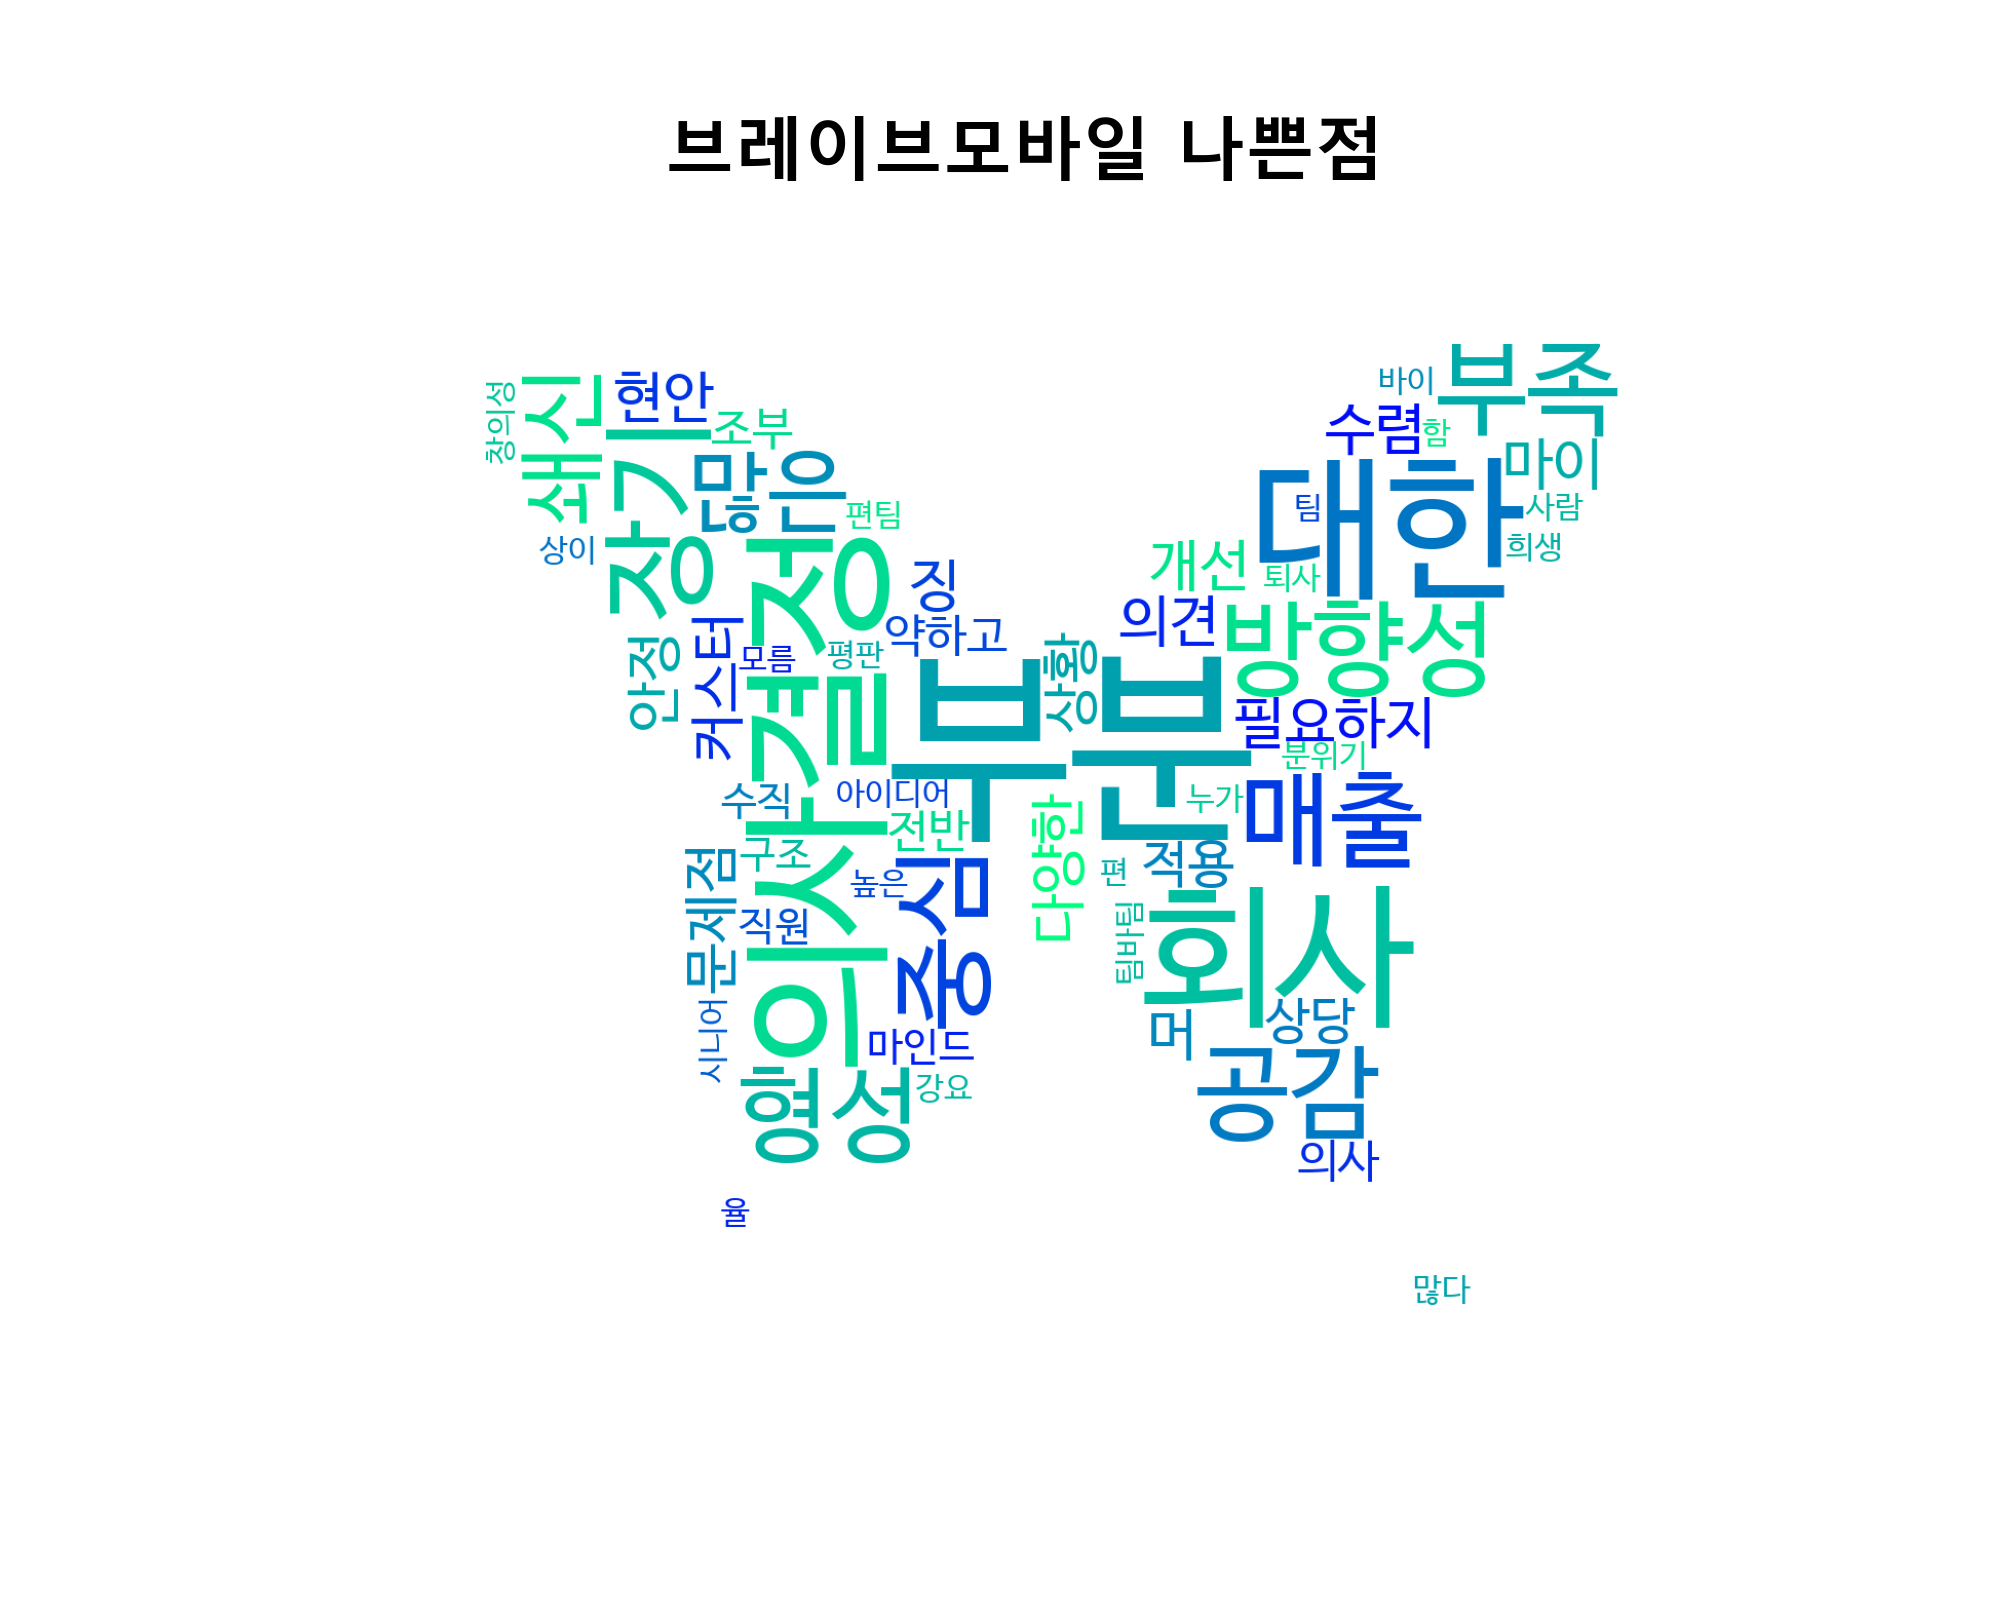 브레이브모바일 나쁜점
부족
바이
현안
쇄신
창의성
수렴
함
조부
장기
많은
마이
대한
팀
사람
편팀
상이
희생
결정
개선
퇴사
징
의견
방향성
약하고
커스터
안정
모름
평판
상황
부분
필요하지
분위기
매출
수직
아이디어
누가
전반
다양한
구조
적용
편
문제점
의사
높은
중심
회사
직원
팀바팀
시니어
머
상당
마인드
공감
행성
강요
의사
율
많다